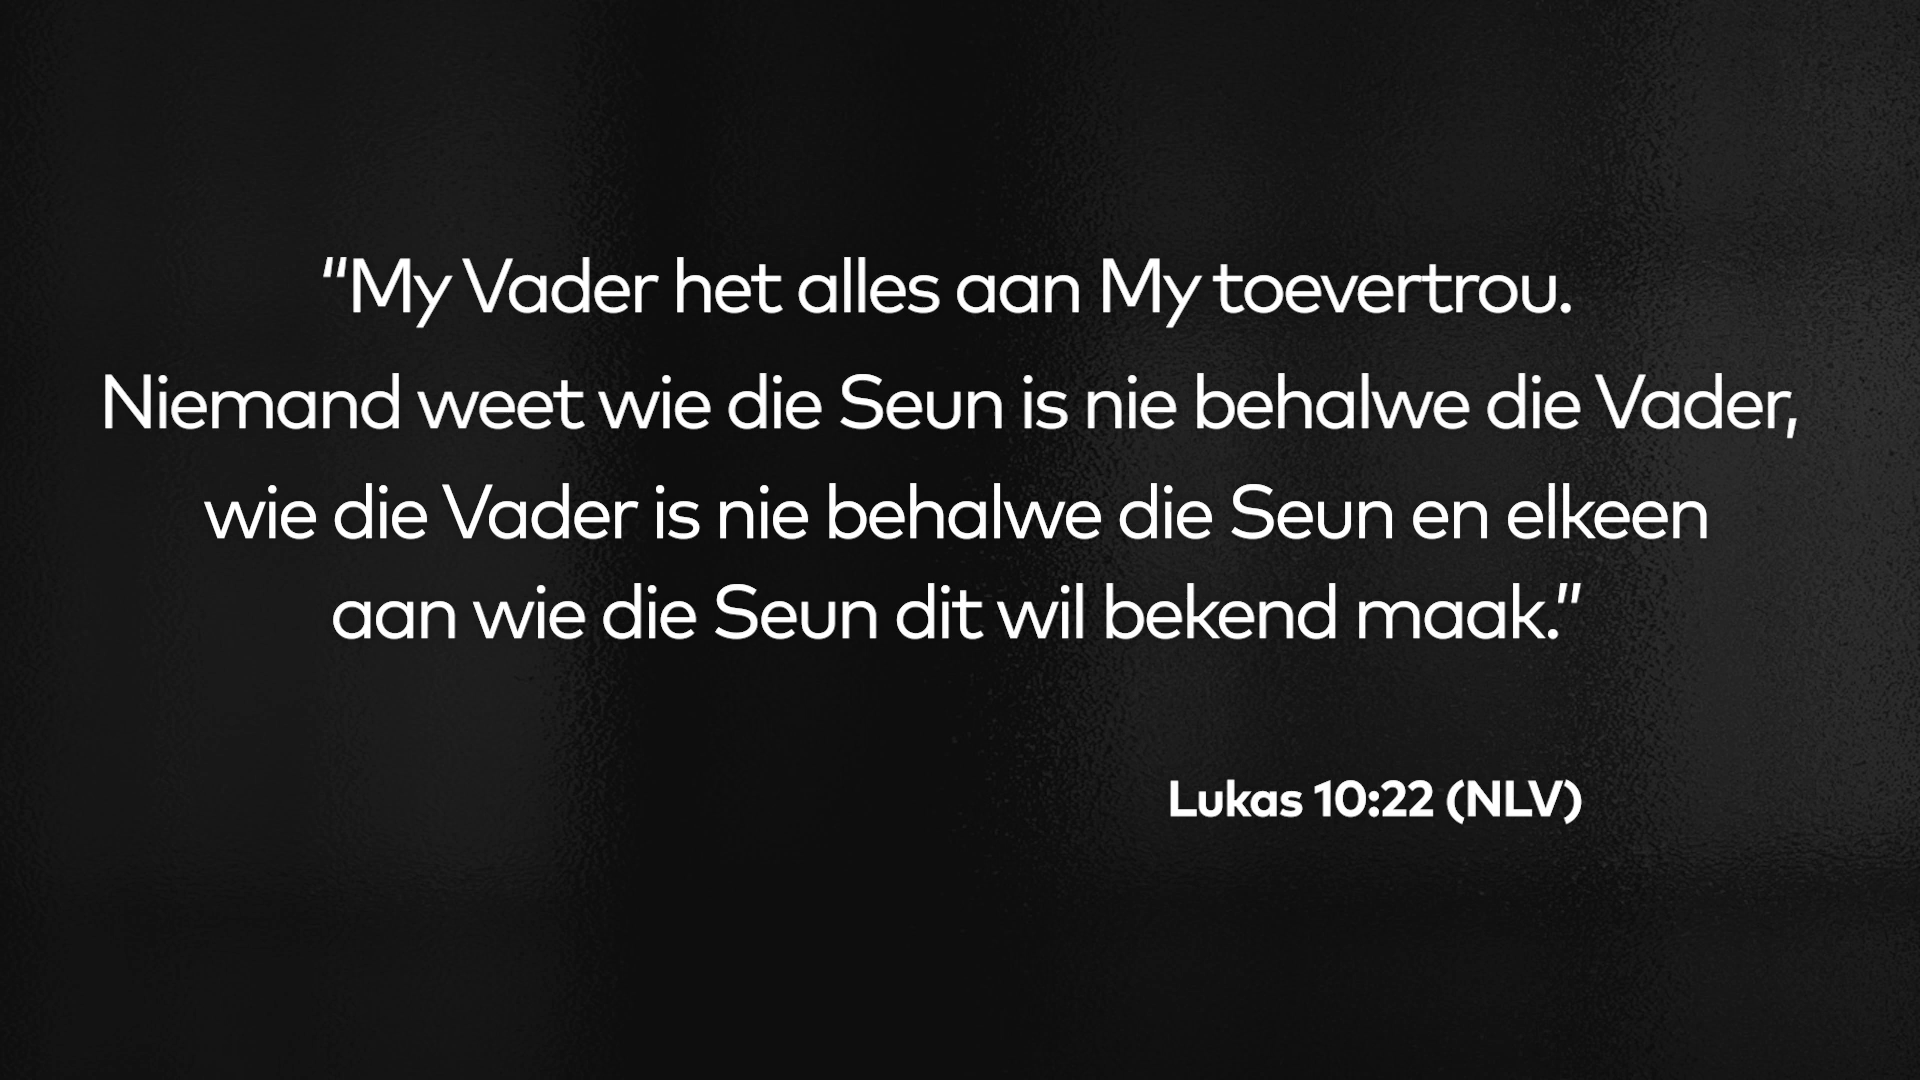 “My Vader het alles aan My toevertrou.
Niemand weet wie die Seun is nie behalwe die Vader,
wie die Vader is nie behalwe die Seun en elkeen
aan wie die Seun dit wil bekend maak.”
Lukas 10:22 (NLV)